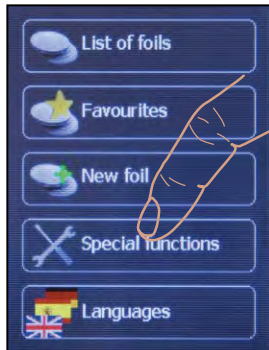 List of foils
Favourites
New foil
Special functions
Languages